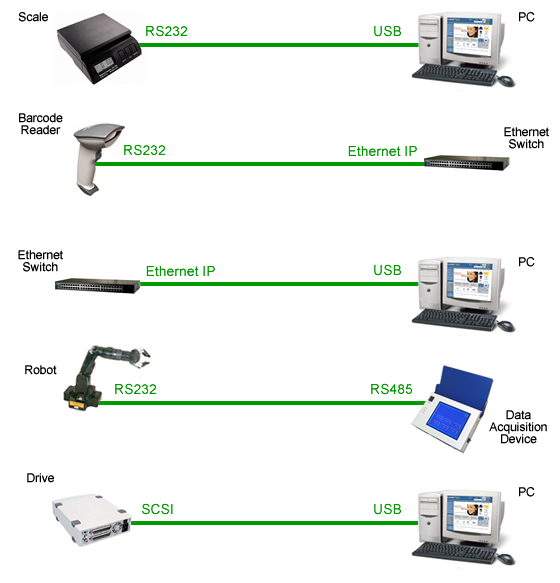 Scale
RS232
USB
PC
Barcode
Reader
RS232
Ethernet IP
Ethernet
Switch
Ethernet
Switch
Ethernet IP
USB
PC
Robot
RS232
RS485
Data
Acquisition
Device
Drive
SCSI
USB
PC